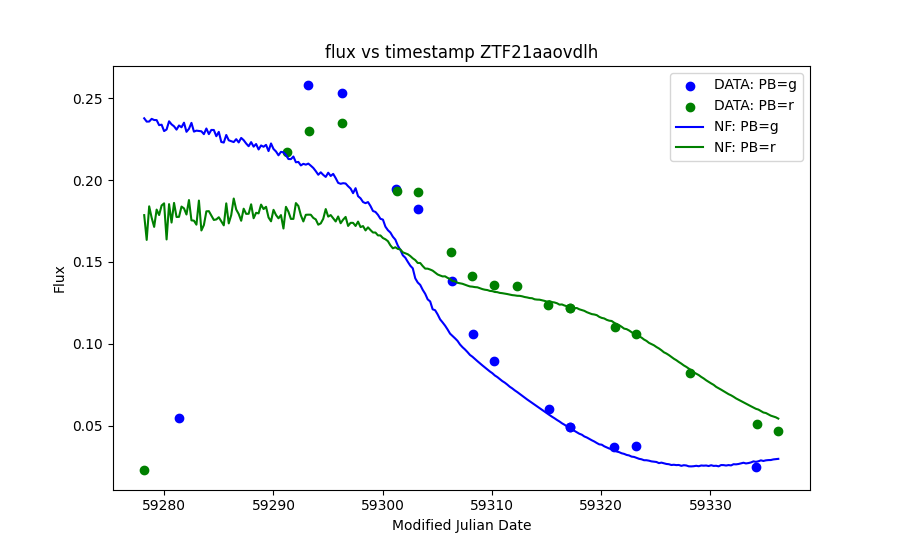 flux vs timestamp ZTF21aaovdlh
DATA: PB=g
DATA: PB=r
NF: PB=g
NF: PB=r
0.25
0.20
0.15
0.10
0.05
Flux
59280 59290 59300 59310 59320 59330
Modified Julian Date